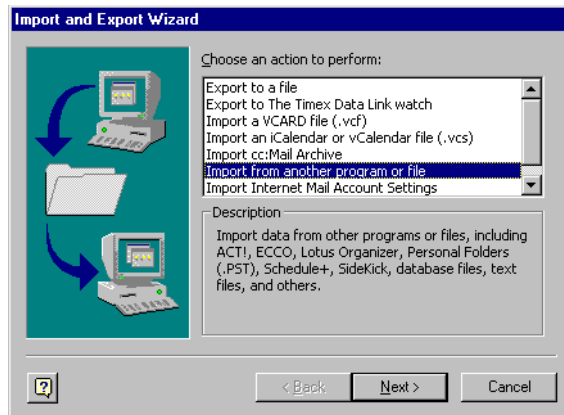 Import and Export Wizard
Choose an action to perform:
Export to a file
Export to The Timex Data Link watch
Import a VCARD file (.vcf)
Import an iCalendar or vCalendar file (.vcs)
Import cc:Mail Archive
Import from another program or file
Import Internet Mail Account Settings
Description
Import data from other programs or files, including
ACT!, ECCO, Lotus Organizer, Personal Folders
(.PST), Schedule+, SideKick, database files, text
files, and others.
?
< Back Next > Cancel